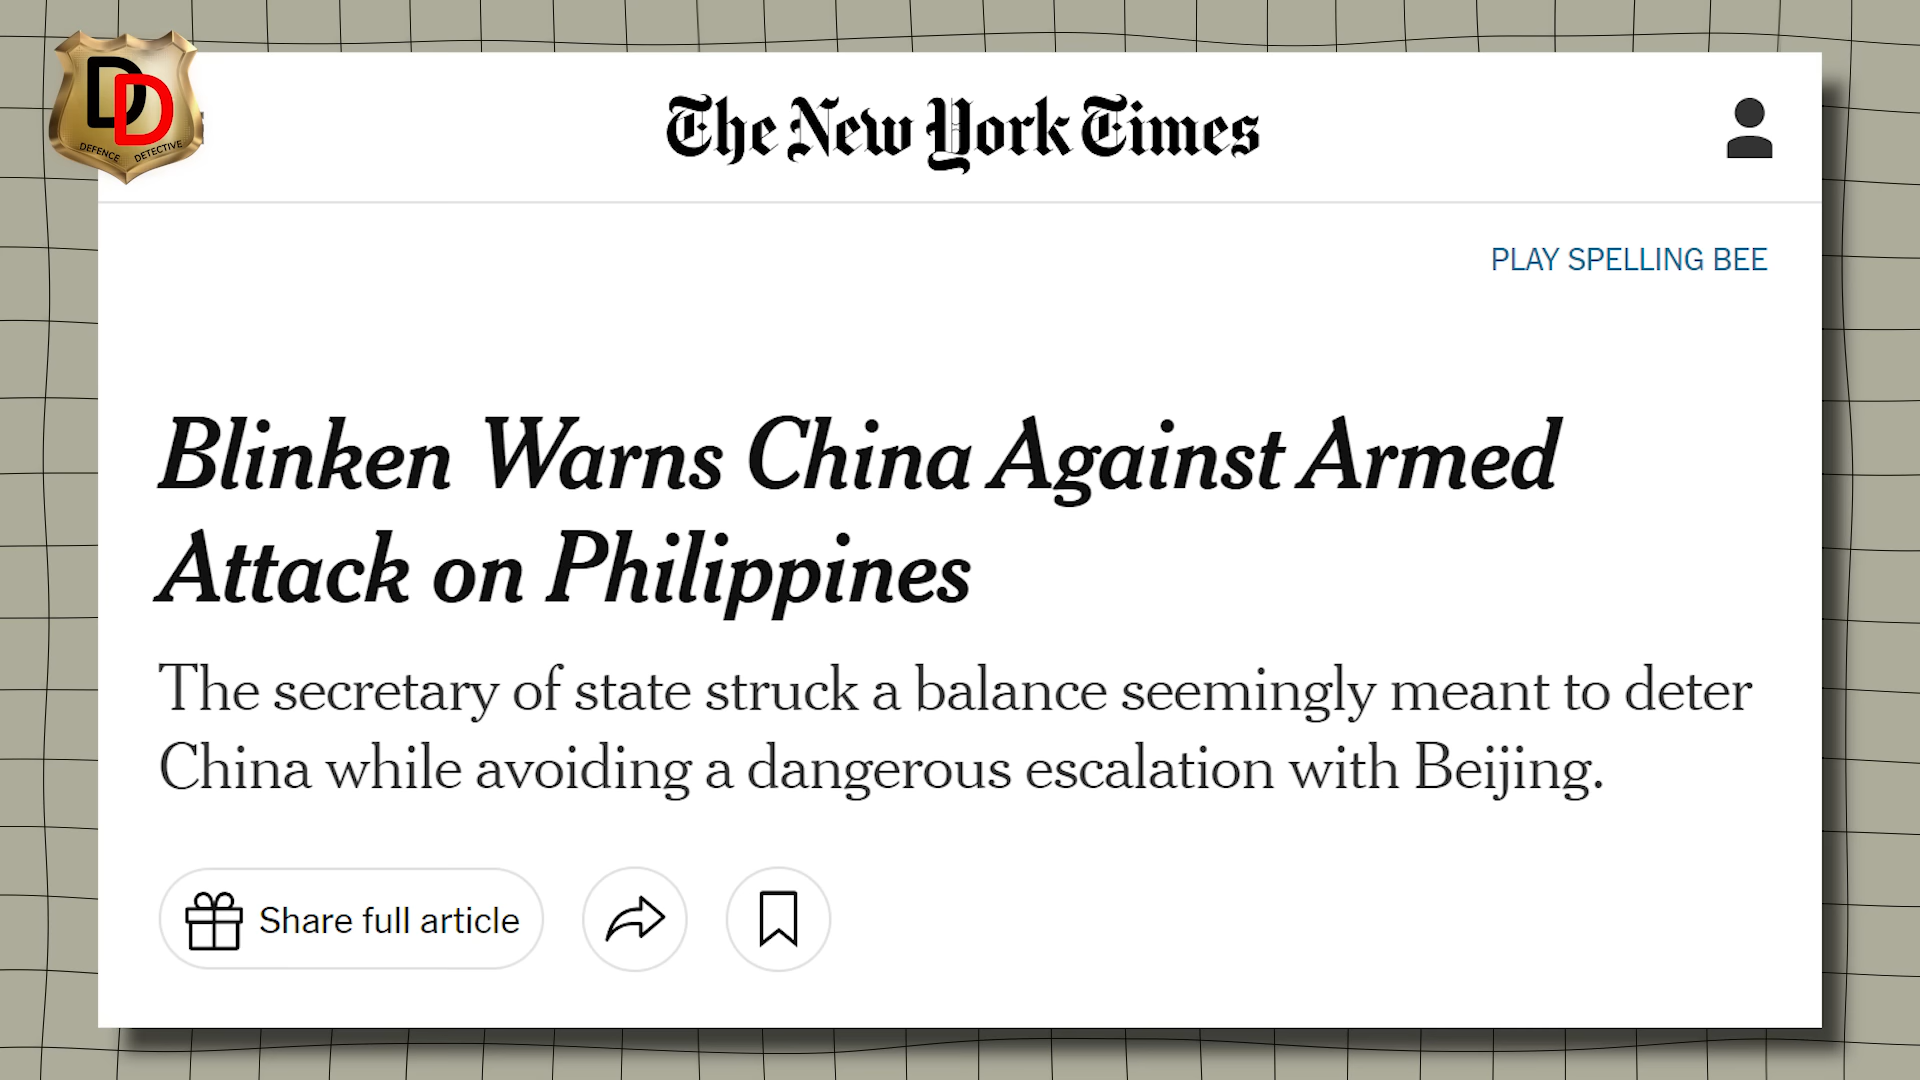 DD
DEFENCE DETECTIVE
The New York Times
PLAY SPELLING BEE
Blinken Warns China Against Armed
Attack on Philippines
The secretary of state struck a balance seemingly meant to deter
China while avoiding a dangerous escalation with Beijing.
Share full article